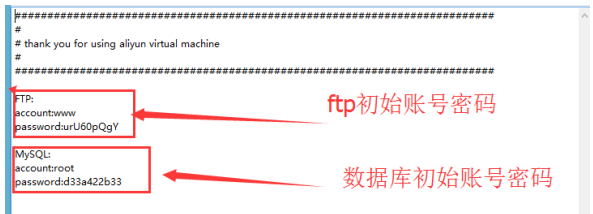 #########################################################################
#
# thank you for using aliyun virtual machine
#
#########################################################################
FTP:
account:www
password:urU60pQgY
ftp初始账号密码
MySQL:
account:root
password:d33a422b33
数据库初始账号密码